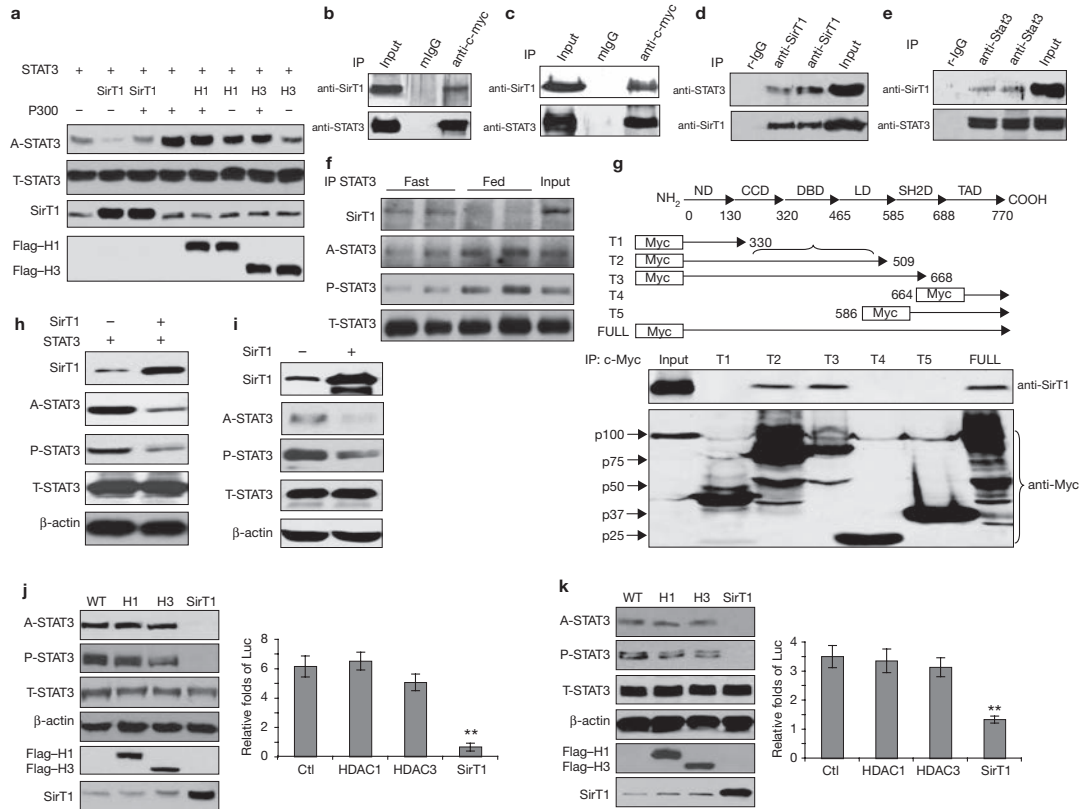 a
STAT3 + + + + + + + +
SirT1 SirT1 H1 H1 H3 H3
P300 – – + + + – + –
A-STAT3
T-STAT3
SirT1
Flag–H1
Flag–H3
b
IP Input mIgG anti-c-myc
anti-SirT1
anti-STAT3
c
IP Input mIgG anti-c-myc
anti-SirT1
anti-STAT3
d
IP r-IgG anti-SirT1 anti-SirT1 Input
anti-STAT3
anti-SirT1
e
IP r-IgG anti-Stat3 anti-Stat3 Input
anti-SirT1
anti-STAT3
f
IP STAT3 Fast Fed Input
SirT1
A-STAT3
P-STAT3
T-STAT3
g
NH2 ND CCD DBD LD SH2D TAD COOH
0 130 320 465 585 688 770
T1 Myc 330
T2 Myc 509
T3 Myc 668
T4 664 Myc
T5 586 Myc
FULL Myc
IP: c-Myc Input T1 T2 T3 T4 T5 FULL
anti-SirT1
p100
p75
p50
p37
p25
anti-Myc
h
SirT1 – +
STAT3 + +
SirT1
A-STAT3
P-STAT3
T-STAT3
β-actin
i
SirT1 – +
SirT1
A-STAT3
P-STAT3
T-STAT3
β-actin
j
WT H1 H3 SirT1
A-STAT3
P-STAT3
T-STAT3
β-actin
Flag–H1
Flag–H3
SirT1
Relative folds of Luc
8
6
4
2
0
**
Ctl HDAC1 HDAC3 SirT1
k
WT H1 H3 SirT1
A-STAT3
P-STAT3
T-STAT3
β-actin
Flag–H1
Flag–H3
SirT1
Relative folds of Luc
4
3
2
1
0
**
Ctl HDAC1 HDAC3 SirT1